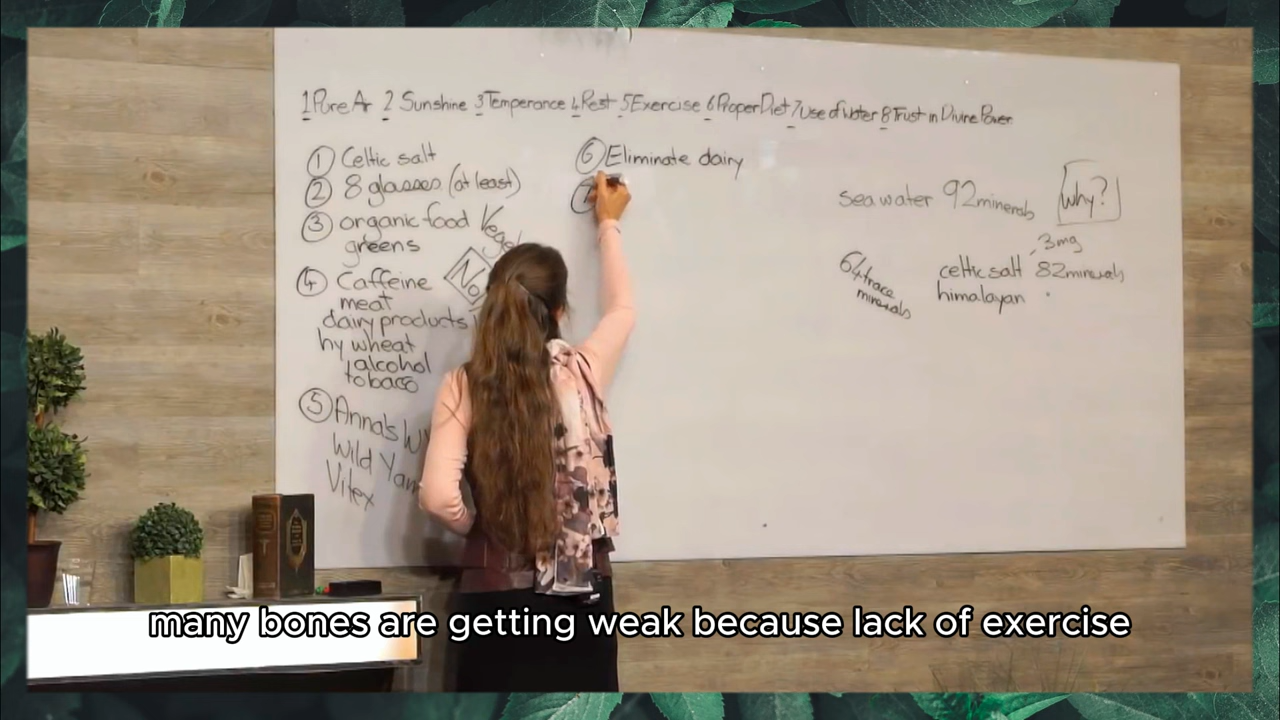 1 Pure Air 2 Sunshine 3 Temperance 4 Rest 5 Exercise 6 Proper Diet 7 Use of Water 8 Trust in Divine Power
① Celtic salt
② 8 glasses (at least)
③ organic food
greens
④ Caffeine
meat
dairy products
hy wheat
alcohol
tobaco
No
⑤ Anna's
Wild Yam
Vitex
⑥ Eliminate dairy
sea water 92 minerals
Why?
3mg
celtic salt 82 minerals
himalayan
64 trace
minerals
many bones are getting weak because lack of exercise